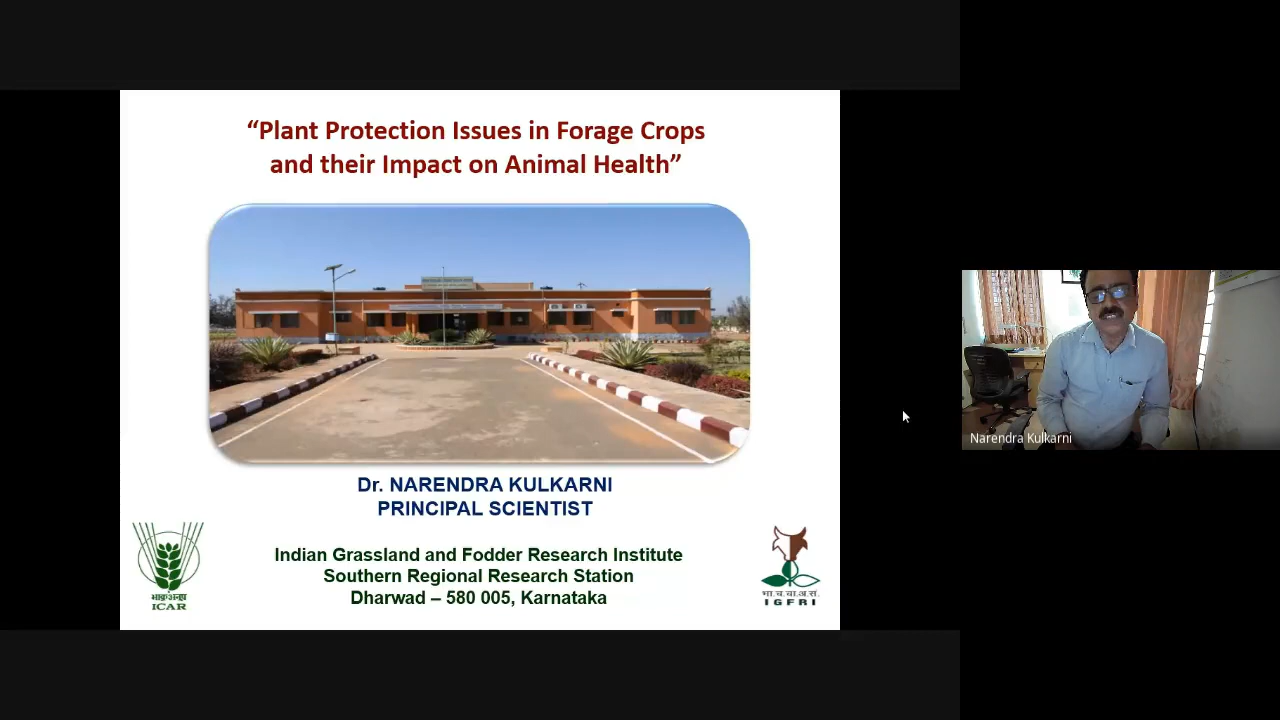 “Plant Protection Issues in Forage Crops
and their Impact on Animal Health”
Dr. NARENDRA KULKARNI
PRINCIPAL SCIENTIST
Indian Grassland and Fodder Research Institute
Southern Regional Research Station
Dharwad – 580 005, Karnataka
भाकृअनुप
ICAR
भा.च.चा.अ.सं.
IGFRI
Narendra Kulkarni